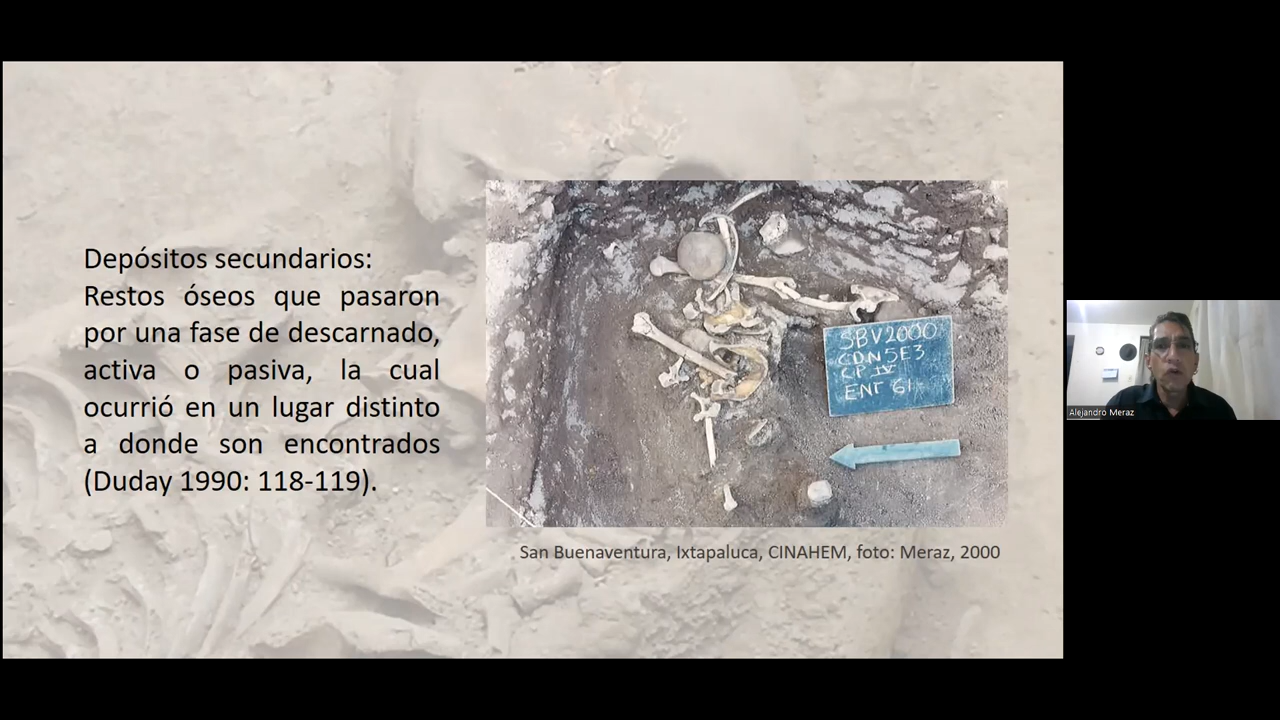 Depósitos secundarios:
Restos óseos que pasaron
por una fase de descarnado,
activa o pasiva, la cual
ocurrió en un lugar distinto
a donde son encontrados
(Duday 1990: 118-119).
SBV2000
CDN5E3
CP IV
ENT 61
San Buenaventura, Ixtapaluca, CINAHEM, foto: Meraz, 2000
Alejandro Meraz